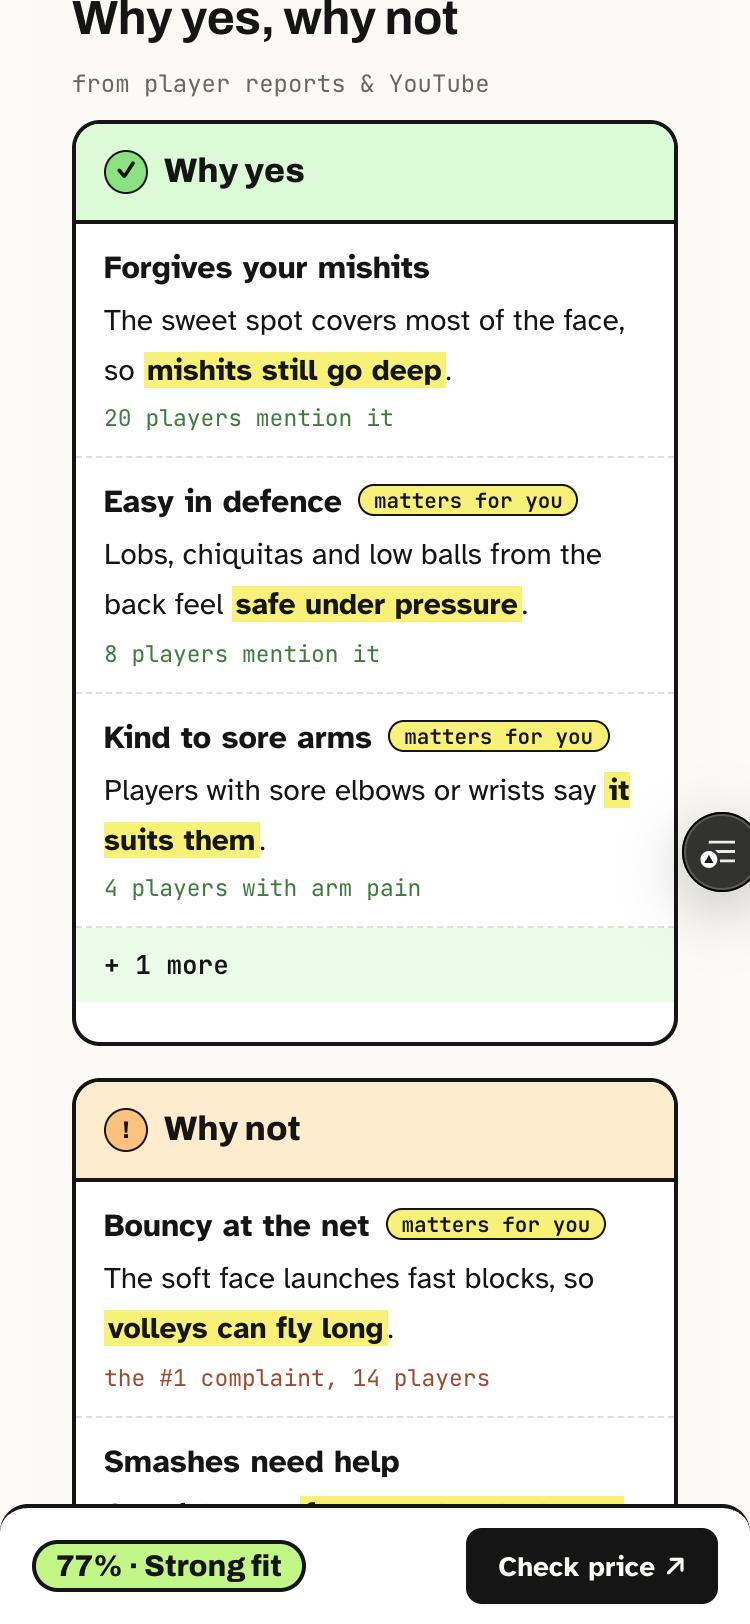 Why yes, why not
from player reports & YouTube
Why yes
Forgives your mishits
The sweet spot covers most of the face,
so mishits still go deep.
20 players mention it
Easy in defence matters for you
Lobs, chiquitas and low balls from the
back feel safe under pressure.
8 players mention it
Kind to sore arms matters for you
Players with sore elbows or wrists say it
suits them.
4 players with arm pain
+ 1 more
! Why not
Bouncy at the net matters for you
The soft face launches fast blocks, so
volleys can fly long.
the #1 complaint, 14 players
Smashes need help
77% · Strong fit
Check price ↗